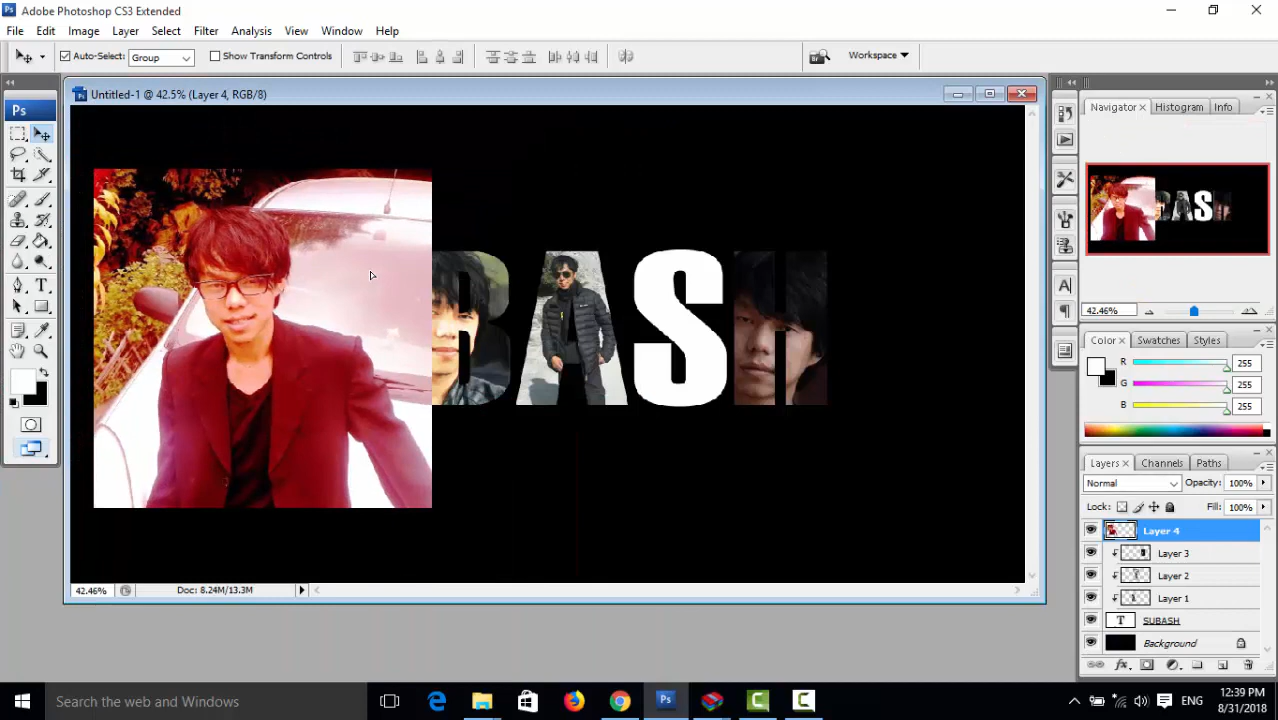 Ps Adobe Photoshop CS3 Extended
File Edit Image Layer Select Filter Analysis View Window Help
Auto-Select: Group Show Transform Controls Workspace
Untitled-1 @ 42.5% (Layer 4, RGB/8)
Ps
T
BASH
42.46% Doc: 8.24M/13.3M
Navigator Histogram Info
42.46%
Color Swatches Styles
R 255
G 255
B 255
Layers Channels Paths
Normal Opacity: 100%
Lock: Fill: 100%
Layer 4
Layer 3
Layer 2
Layer 1
T SUBASH
Background
Search the web and Windows
Ps
ENG
12:39 PM
8/31/2018